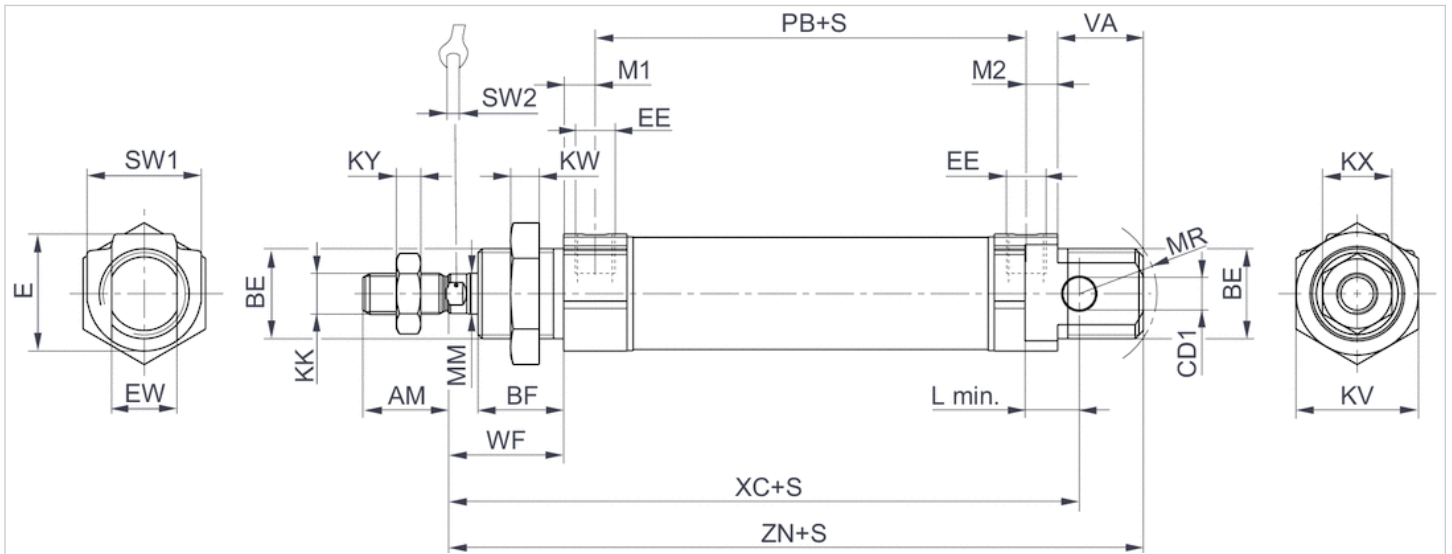 PB+S
VA
M1
M2
SW2
EE
SW1
KY
KW
EE
KX
MR
E
BE
BE
KK
MM
CD1
EW
AM
BF
L min.
KV
WF
XC+S
ZN+S